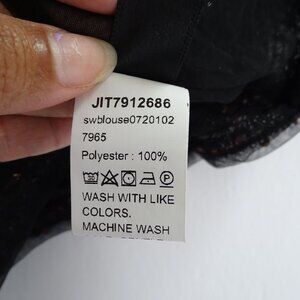 JIT7912686
swblouse0720102
7965
Polyester : 100%
WASH WITH LIKE
COLORS.
MACHINE WASH